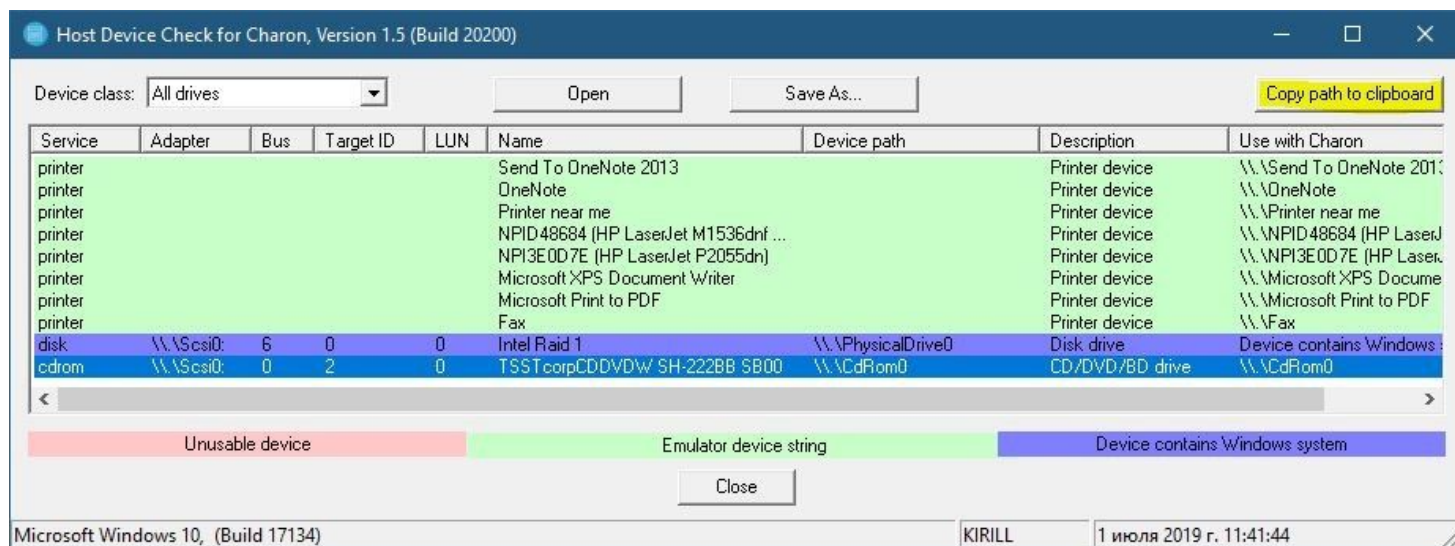 Host Device Check for Charon, Version 1.5 (Build 20200)
Device class: All drives Open Save As... Copy path to clipboard
Service Adapter Bus Target ID LUN Name Device path Description Use with Charon
printer Send To OneNote 2013 Printer device \\.\Send To OneNote 201
printer OneNote Printer device \\.\OneNote
printer Printer near me Printer device \\.\Printer near me
printer NPID48684 (HP LaserJet M1536dnf ... Printer device \\.\NPID48684 (HP LaserJ
printer NPI3E0D7E (HP LaserJet P2055dn) Printer device \\.\NPI3E0D7E (HP Laser
printer Microsoft XPS Document Writer Printer device \\.\Microsoft XPS Docume
printer Microsoft Print to PDF Printer device \\.\Microsoft Print to PDF
printer Fax Printer device \\.\Fax
disk \\.\Scsi0: 6 0 0 Intel Raid 1 \\.\PhysicalDrive0 Disk drive Device contains Windows
cdrom \\.\Scsi0: 0 2 0 TSSTcorpCDDVDW SH-222BB SB00 \\.\CdRom0 CD/DVD/BD drive \\.\CdRom0
Unusable device Emulator device string Device contains Windows system
Close
Microsoft Windows 10, (Build 17134) KIRILL 1 июля 2019 г. 11:41:44